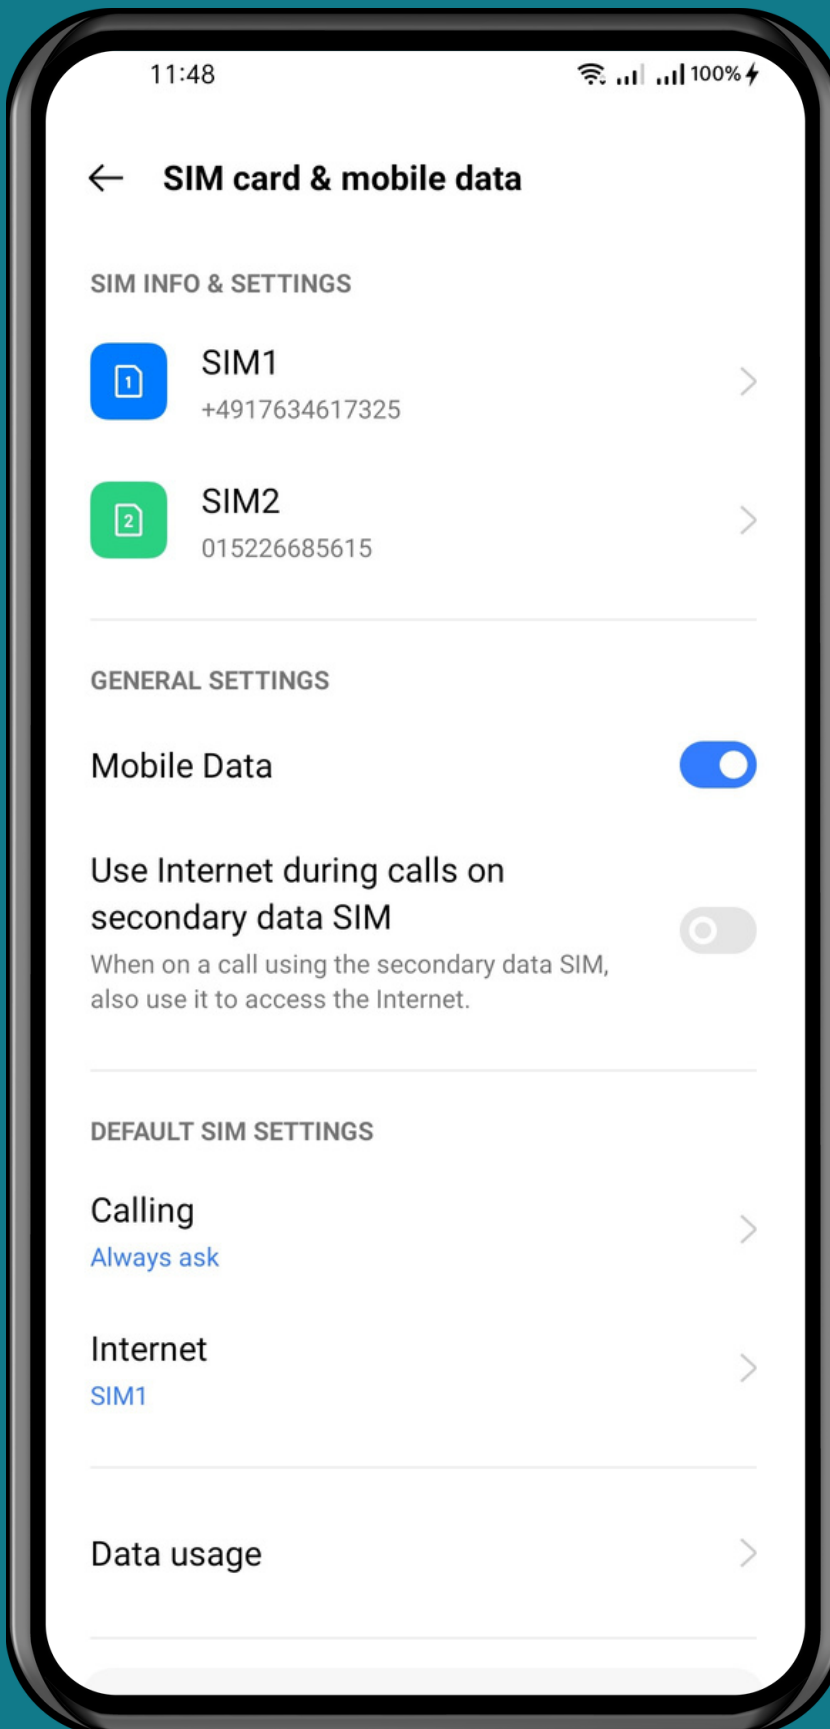 11:48 100%
SIM card & mobile data
SIM INFO & SETTINGS
1
SIM1
+4917634617325
2
SIM2
015226685615
GENERAL SETTINGS
Mobile Data
Use Internet during calls on
secondary data SIM
When on a call using the secondary data SIM,
also use it to access the Internet.
DEFAULT SIM SETTINGS
Calling
Always ask
Internet
SIM1
Data usage